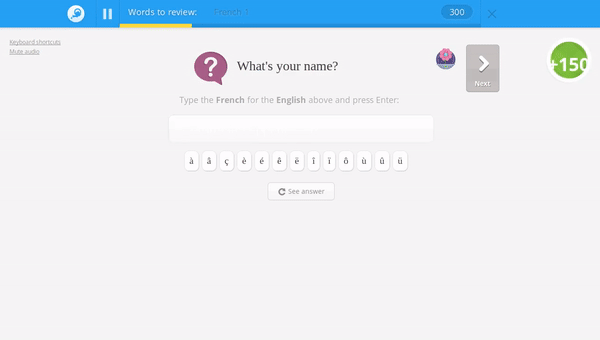 Words to review: French 1 300
Keyboard shortcuts
Mute audio
What's your name?
+150
Next
Type the French for the English above and press Enter:
à â ç è é ê ë î ï ô ù û ü
See answer